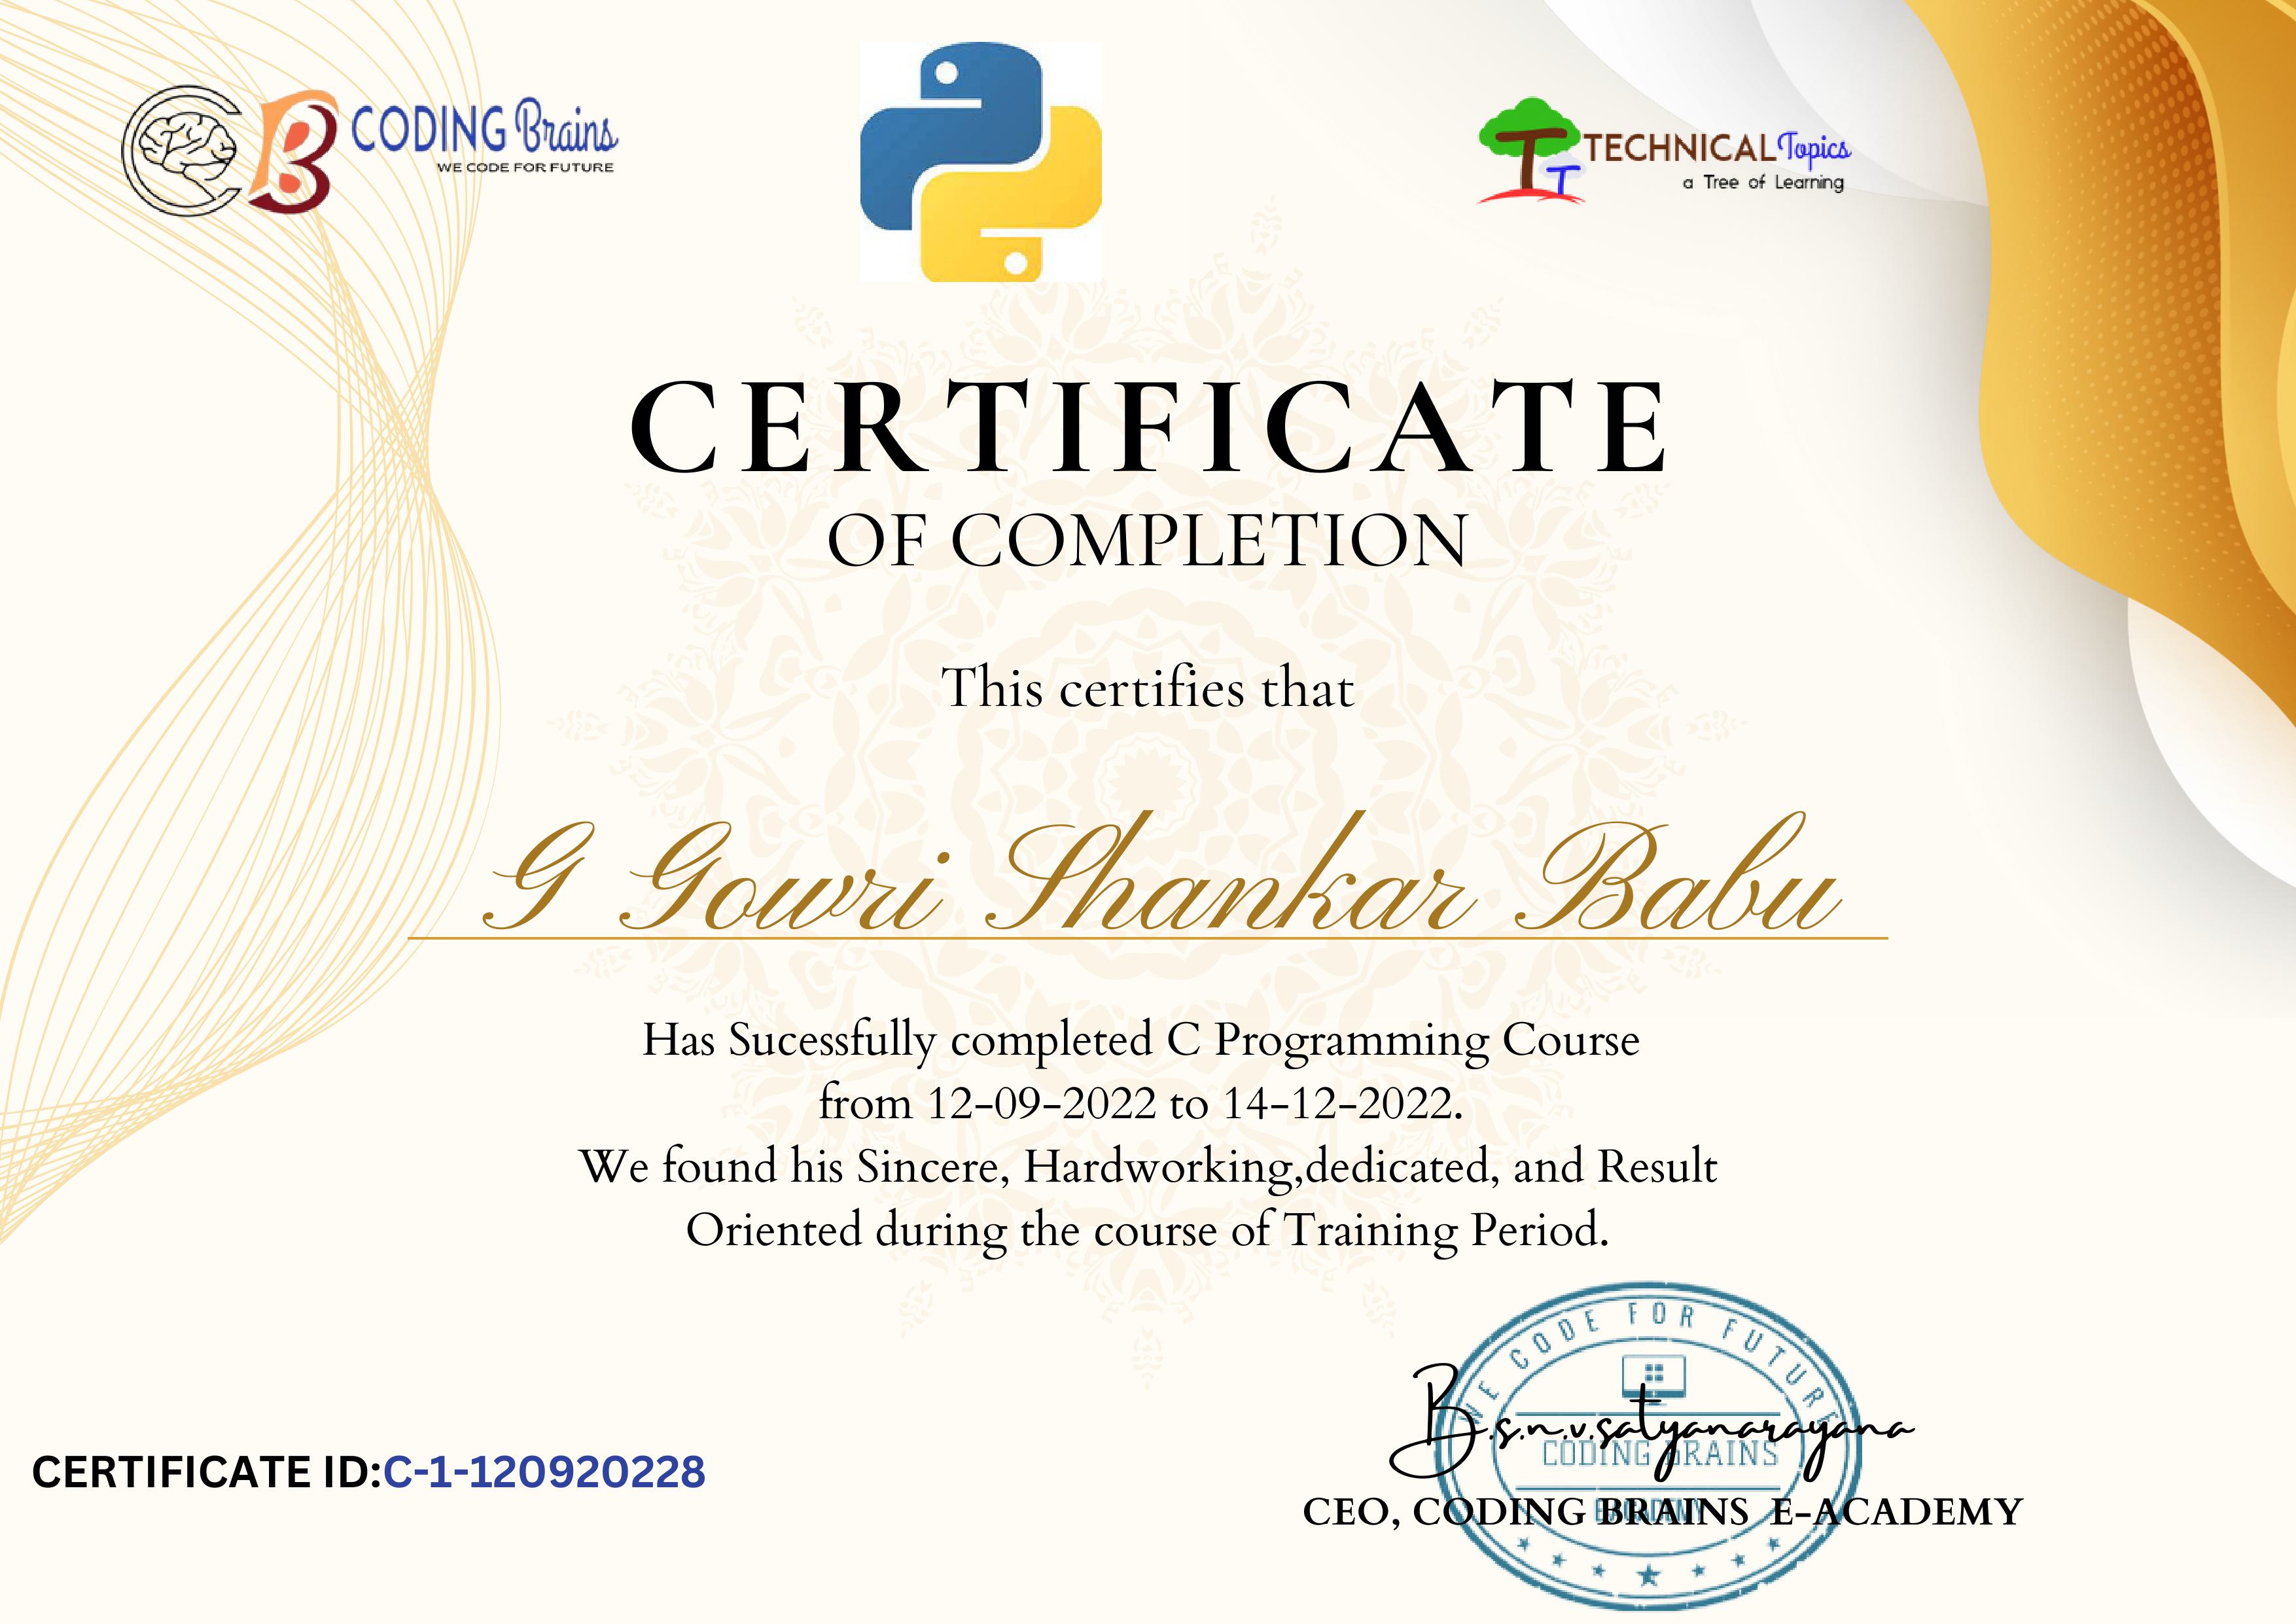 CODING Brains
WE CODE FOR FUTURE
TECHNICAL Topics
a Tree of Learning
CERTIFICATE
OF COMPLETION
This certifies that
G Gowri Shankar Babu
Has Sucessfully completed C Programming Course
from 12-09-2022 to 14-12-2022.
We found his Sincere, Hardworking,dedicated, and Result
Oriented during the course of Training Period.
WE CODE FOR FUTURE
B.s.n.v.satyanarayana
CODING BRAINS
CERTIFICATE ID:C-1-120920228
CEO, CODING BRAINS E-ACADEMY